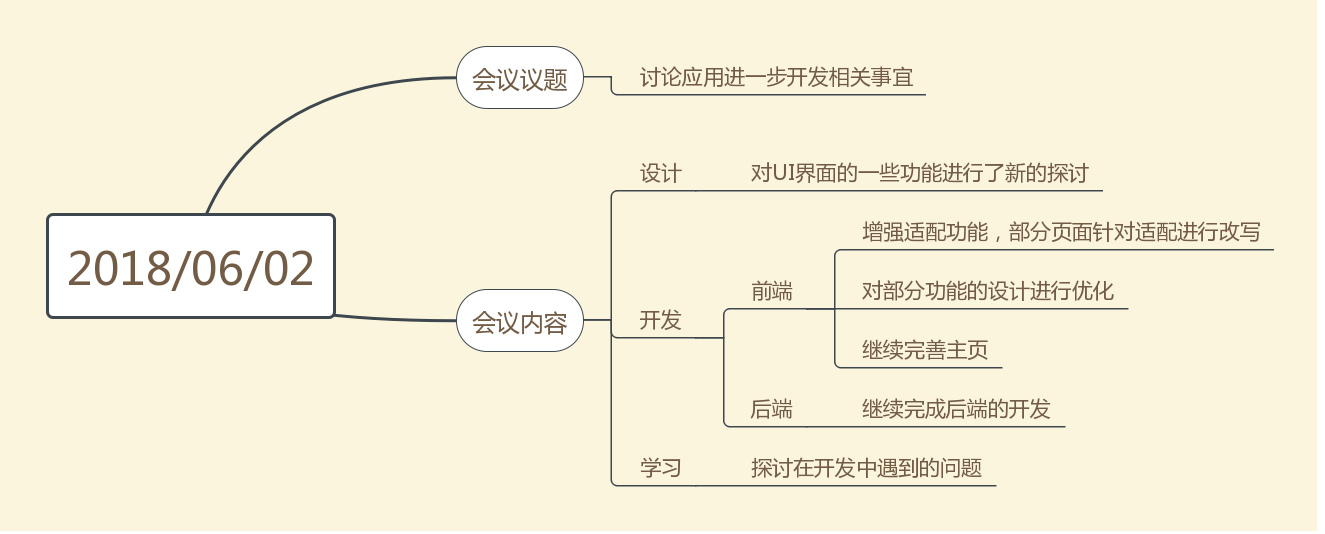 2018/06/02
会议议题
讨论应用进一步开发相关事宜
会议内容
设计
对UI界面的一些功能进行了新的探讨
开发
前端
增强适配功能，部分页面针对适配进行改写
对部分功能的设计进行优化
继续完善主页
后端
继续完成后端的开发
学习
探讨在开发中遇到的问题